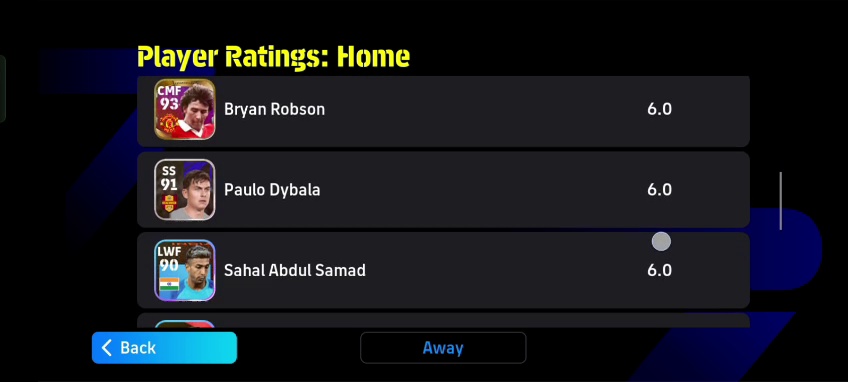 Player Ratings: Home
CMF
93
Bryan Robson
6.0
SS
91
Paulo Dybala
6.0
LWF
90
Sahal Abdul Samad
6.0
Back
Away